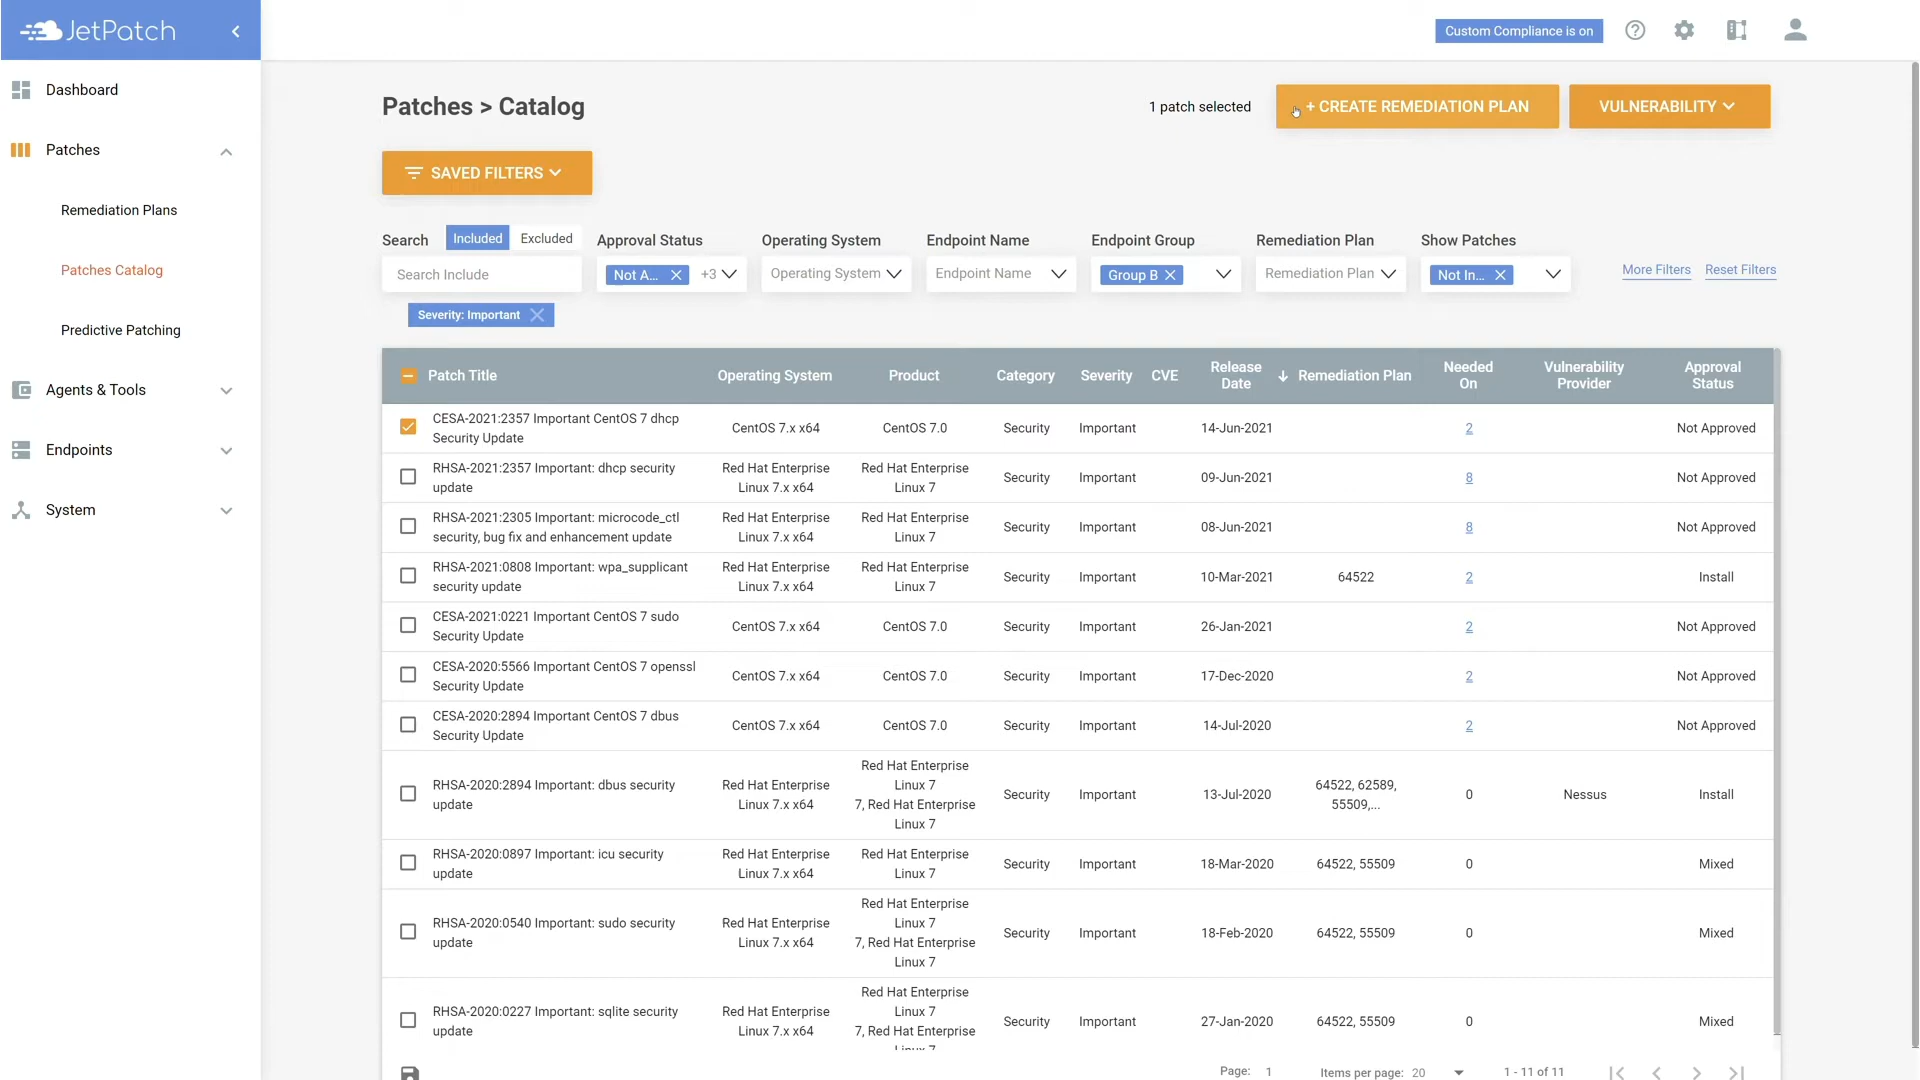 JetPatch
Custom Compliance is on
Dashboard
Patches
Remediation Plans
Patches Catalog
Predictive Patching
Agents & Tools
Endpoints
System
Patches > Catalog
1 patch selected
+ CREATE REMEDIATION PLAN
VULNERABILITY
SAVED FILTERS
Search
Included
Excluded
Approval Status
Operating System
Endpoint Name
Endpoint Group
Remediation Plan
Show Patches
Search Include
Not A...
+3
Operating System
Endpoint Name
Group B
Remediation Plan
Not In...
More Filters
Reset Filters
Severity: Important
Patch Title
Operating System
Product
Category
Severity
CVE
Release
Date
Remediation Plan
Needed
On
Vulnerability
Provider
Approval
Status
CESA-2021:2357 Important CentOS 7 dhcp
Security Update
CentOS 7.x x64
CentOS 7.0
Security
Important
14-Jun-2021
2
Not Approved
RHSA-2021:2357 Important: dhcp security
update
Red Hat Enterprise
Linux 7.x x64
Red Hat Enterprise
Linux 7
Security
Important
09-Jun-2021
8
Not Approved
RHSA-2021:2305 Important: microcode_ctl
security, bug fix and enhancement update
Red Hat Enterprise
Linux 7.x x64
Red Hat Enterprise
Linux 7
Security
Important
08-Jun-2021
8
Not Approved
RHSA-2021:0808 Important: wpa_supplicant
security update
Red Hat Enterprise
Linux 7.x x64
Red Hat Enterprise
Linux 7
Security
Important
10-Mar-2021
64522
2
Install
CESA-2021:0221 Important CentOS 7 sudo
Security Update
CentOS 7.x x64
CentOS 7.0
Security
Important
26-Jan-2021
2
Not Approved
CESA-2020:5566 Important CentOS 7 openssl
Security Update
CentOS 7.x x64
CentOS 7.0
Security
Important
17-Dec-2020
2
Not Approved
CESA-2020:2894 Important CentOS 7 dbus
Security Update
CentOS 7.x x64
CentOS 7.0
Security
Important
14-Jul-2020
2
Not Approved
RHSA-2020:2894 Important: dbus security
update
Red Hat Enterprise
Linux 7.x x64
Red Hat Enterprise
Linux 7
7, Red Hat Enterprise
Linux 7
Security
Important
13-Jul-2020
64522, 62589,
55509,...
0
Nessus
Install
RHSA-2020:0897 Important: icu security
update
Red Hat Enterprise
Linux 7.x x64
Red Hat Enterprise
Linux 7
Security
Important
18-Mar-2020
64522, 55509
0
Mixed
RHSA-2020:0540 Important: sudo security
update
Red Hat Enterprise
Linux 7.x x64
Red Hat Enterprise
Linux 7
7, Red Hat Enterprise
Linux 7
Security
Important
18-Feb-2020
64522, 55509
0
Mixed
RHSA-2020:0227 Important: sqlite security
update
Red Hat Enterprise
Linux 7.x x64
Red Hat Enterprise
Linux 7
7, Red Hat Enterprise
Linux 7
Security
Important
27-Jan-2020
64522, 55509
0
Mixed
Page: 1
Items per page: 20
1 - 11 of 11